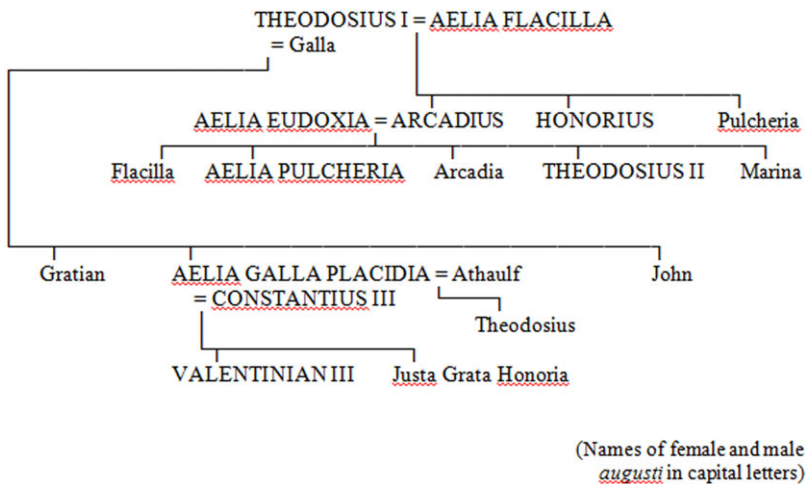 THEODOSIUS I = AELIA FLACILLA
= Galla
AELIA EUDOXIA = ARCADIUS HONORIUS Pulcheria
Flacilla AELIA PULCHERIA Arcadia THEODOSIUS II Marina
Gratian AELIA GALLA PLACIDIA = Athaulf John
= CONSTANTIUS III
Theodosius
VALENTINIAN III Justa Grata Honoria
(Names of female and male
augusti in capital letters)